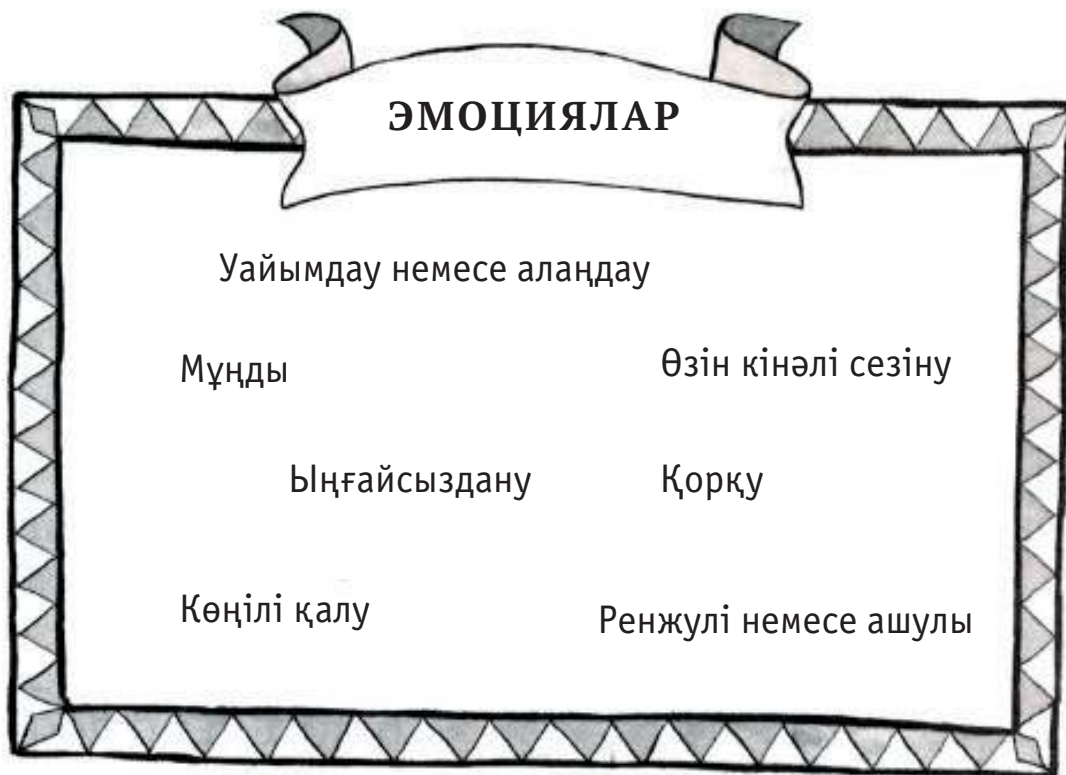 ЭМОЦИЯЛАР
Уайымдау немесе алаңдау
Мұңды
Өзін кінәлі сезіну
Ыңғайсыздану
Қорқу
Көңілі қалу
Ренжулі немесе ашулы